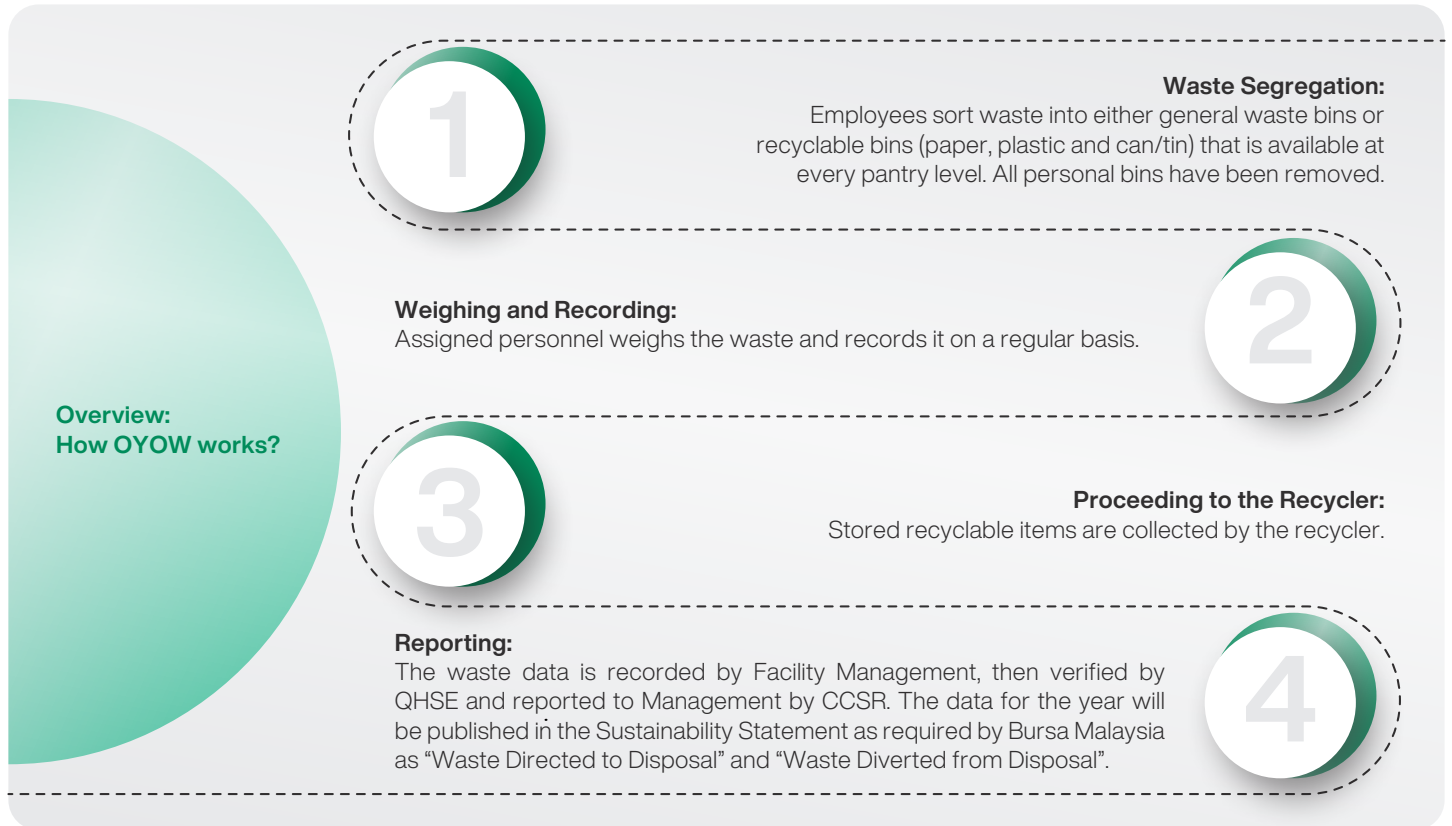 Overview:
How OYOW works?
1
Waste Segregation:
Employees sort waste into either general waste bins or
recyclable bins (paper, plastic and can/tin) that is available at
every pantry level. All personal bins have been removed.
2
Weighing and Recording:
Assigned personnel weighs the waste and records it on a regular basis.
3
Proceeding to the Recycler:
Stored recyclable items are collected by the recycler.
4
Reporting:
The waste data is recorded by Facility Management, then verified by
QHSE and reported to Management by CCSR. The data for the year will
be published in the Sustainability Statement as required by Bursa Malaysia
as “Waste Directed to Disposal” and “Waste Diverted from Disposal”.